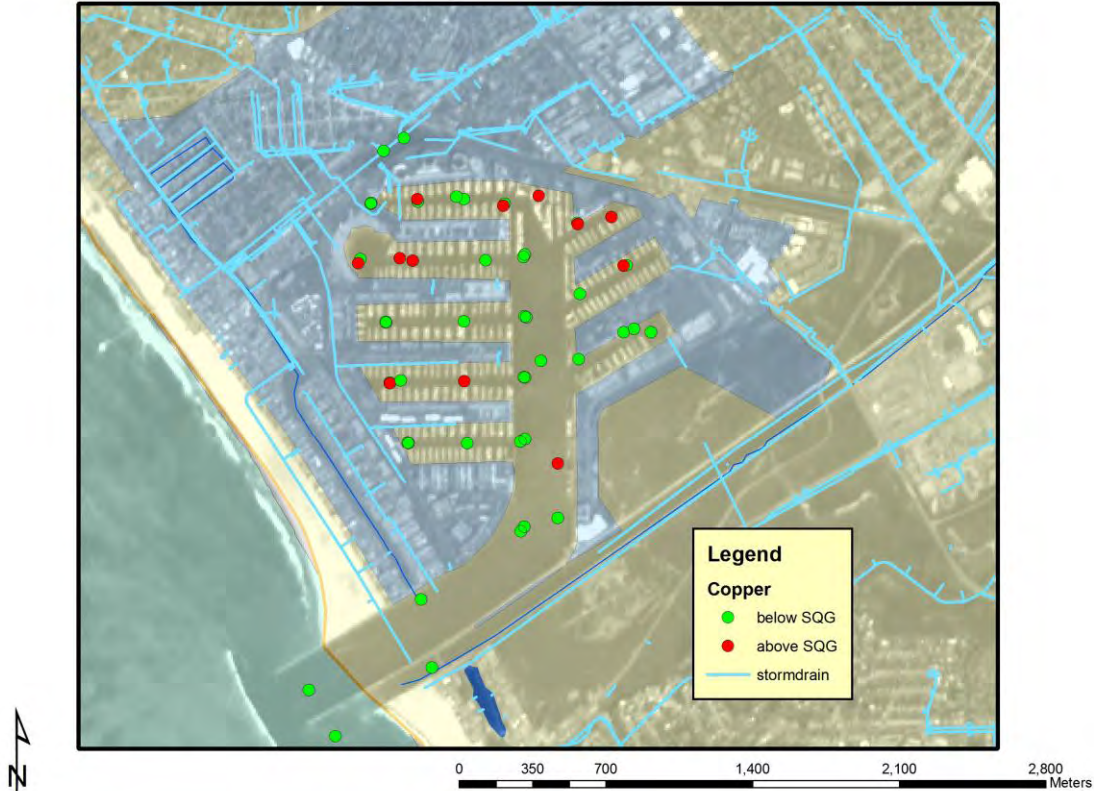 Legend
Copper
below SQG
above SQG
stormdrain
N
0 350 700 1,400 2,100 2,800
Meters